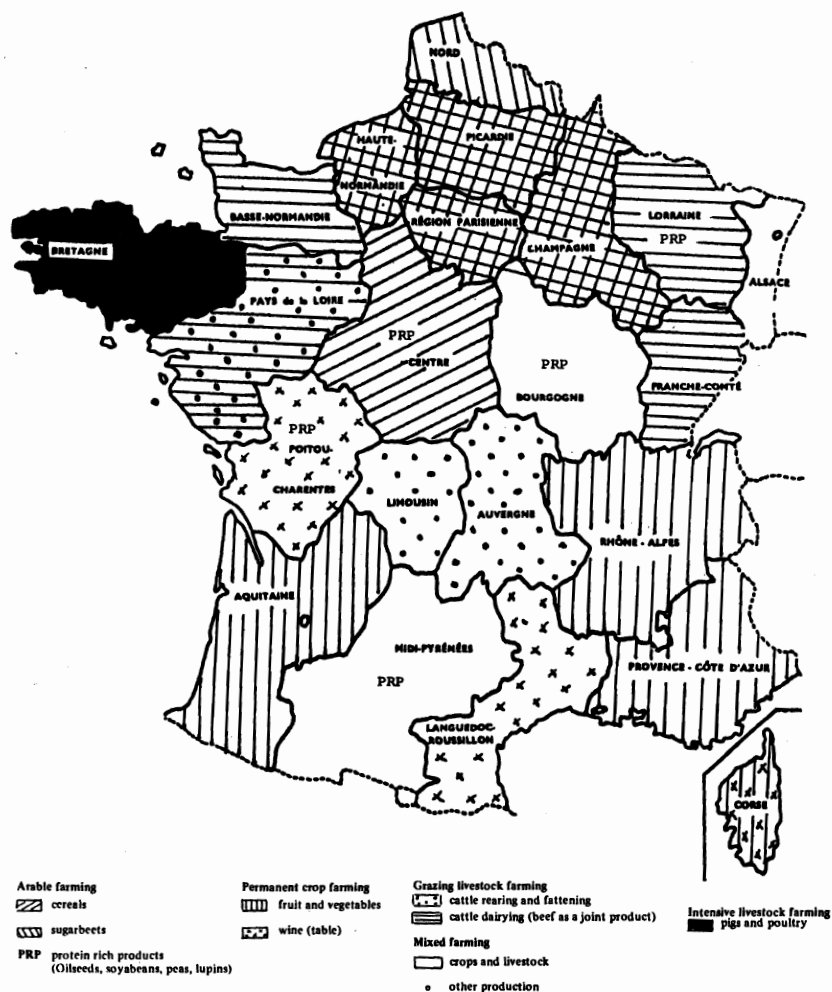 NORD
PICARDIE
HAUTE-
NORMANDIE
BASSE-NORMANDIE
RÉGION PARISIENNE
CHAMPAGNE
LORRAINE
PRP
ALSACE
BRETAGNE
PAYS de la LOIRE
PRP
CENTRE
PRP
BOURGOGNE
FRANCHE-COMTÉ
PRP
POITOU-
CHARENTES
LIMOUSIN
AUVERGNE
RHÔNE - ALPES
AQUITAINE
MIDI-PYRÉNÉES
PRP
PROVENCE - CÔTE D'AZUR
LANGUEDOC-
ROUSSILLON
CORSE
Arable farming
cereals
sugarbeets
PRP protein rich products
(Oilseeds, soyabeans, peas, lupins)
Permanent crop farming
fruit and vegetables
wine (table)
Grazing livestock farming
cattle rearing and fattening
cattle dairying (beef as a joint product)
Mixed farming
crops and livestock
other production
Intensive livestock farming
pigs and poultry